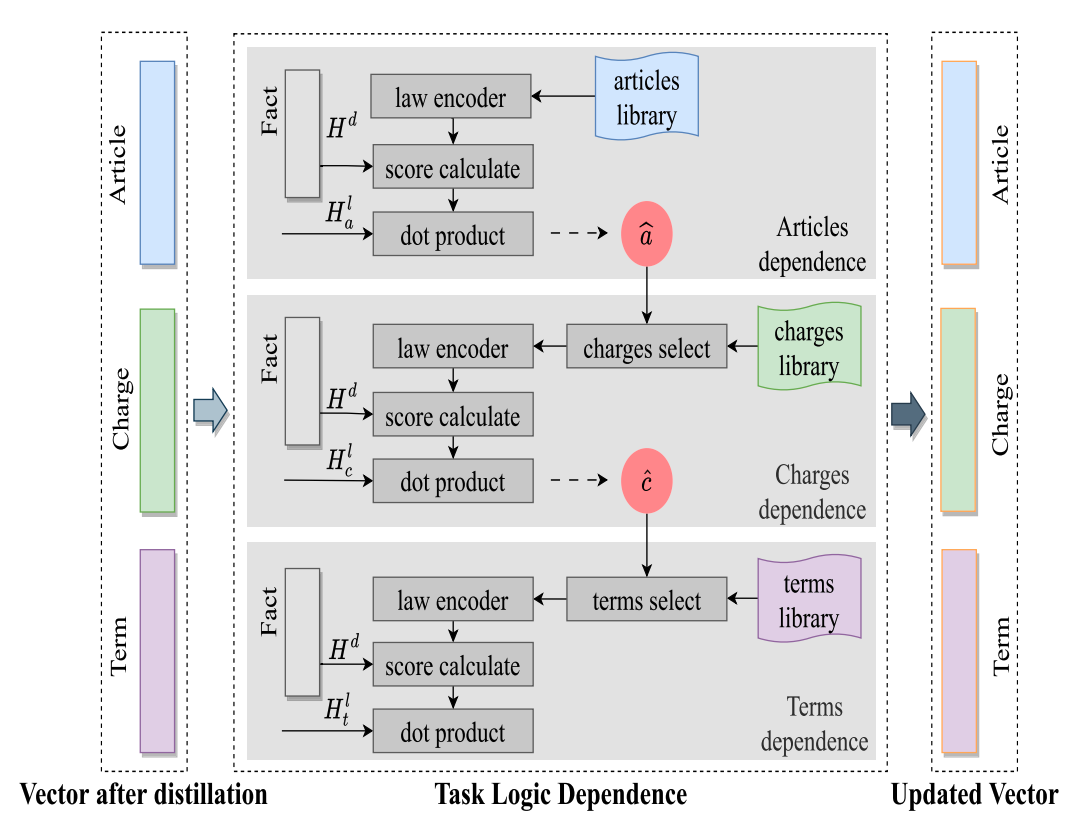 Article
Charge
Term
Vector after distillation
Fact
H^d
H_a^l
law encoder
score calculate
dot product
articles
library
\hat{a}
Articles
dependence
Fact
H^d
H_c^l
law encoder
score calculate
dot product
charges select
charges
library
ĉ
Charges
dependence
Fact
H^d
H_t^l
law encoder
score calculate
dot product
terms select
terms
library
Terms
dependence
Task Logic Dependence
Article
Charge
Term
Updated Vector